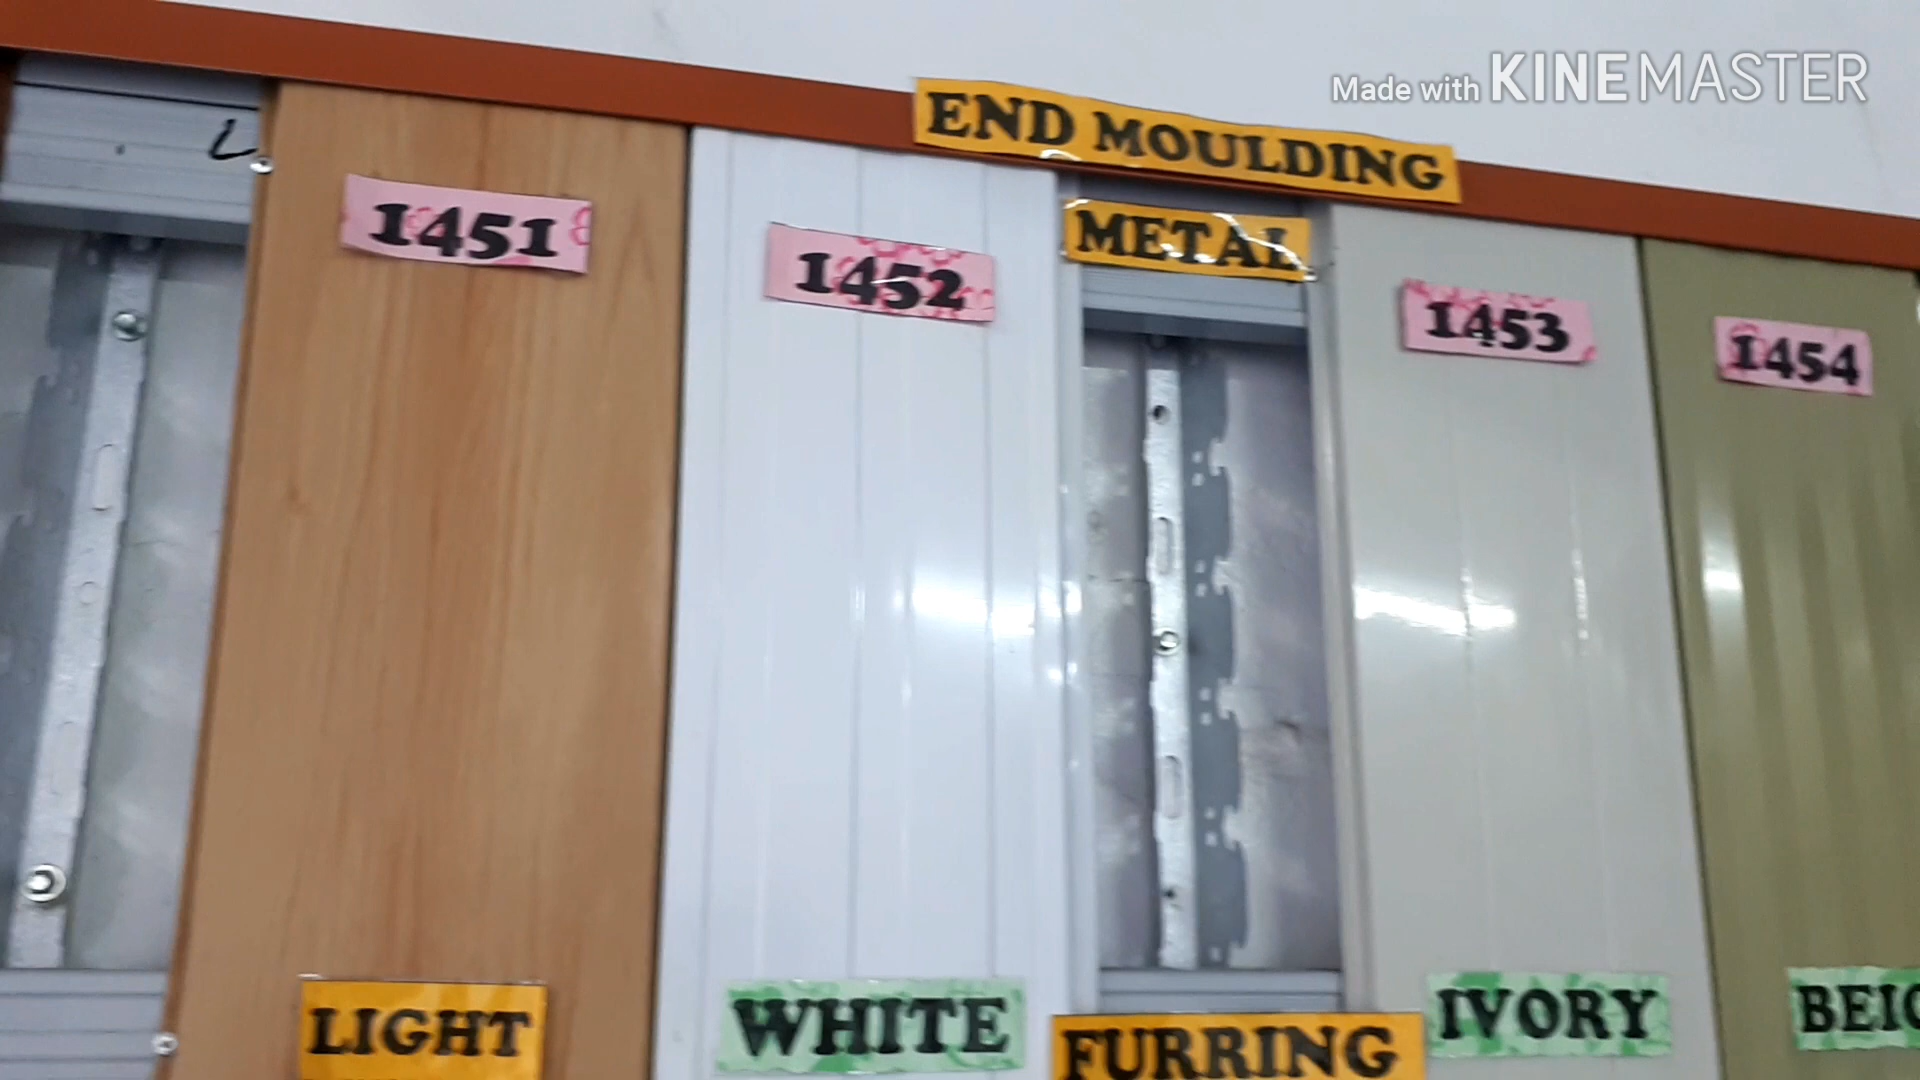 Made with KINEMASTER
END MOULDING
1451
1452
METAL
1453
1454
LIGHT
WHITE
FURRING
IVORY